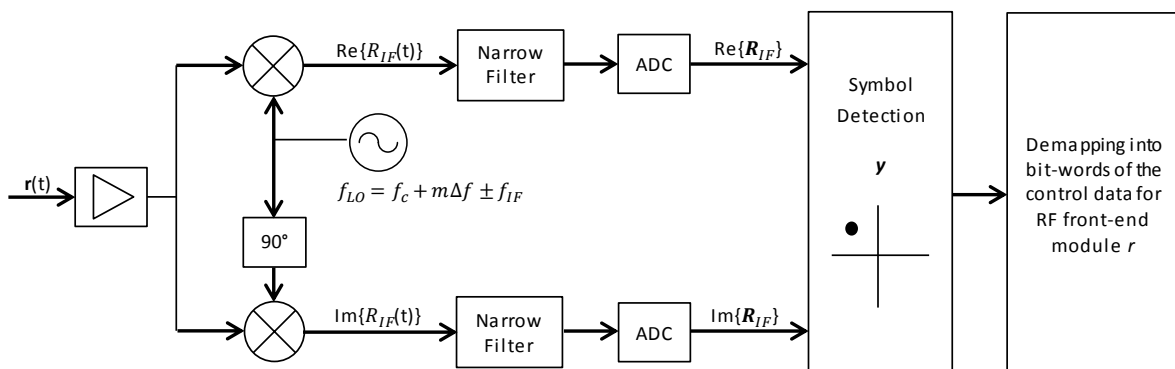 r(t)
Re{R_IF(t)}
Narrow
Filter
ADC
Re{R_IF}
f_LO = f_c + mΔf ± f_IF
90°
Im{R_IF(t)}
Narrow
Filter
ADC
Im{R_IF}
Symbol
Detection
y
Demapping into
bit-words of the
control data for
RF front-end
module r